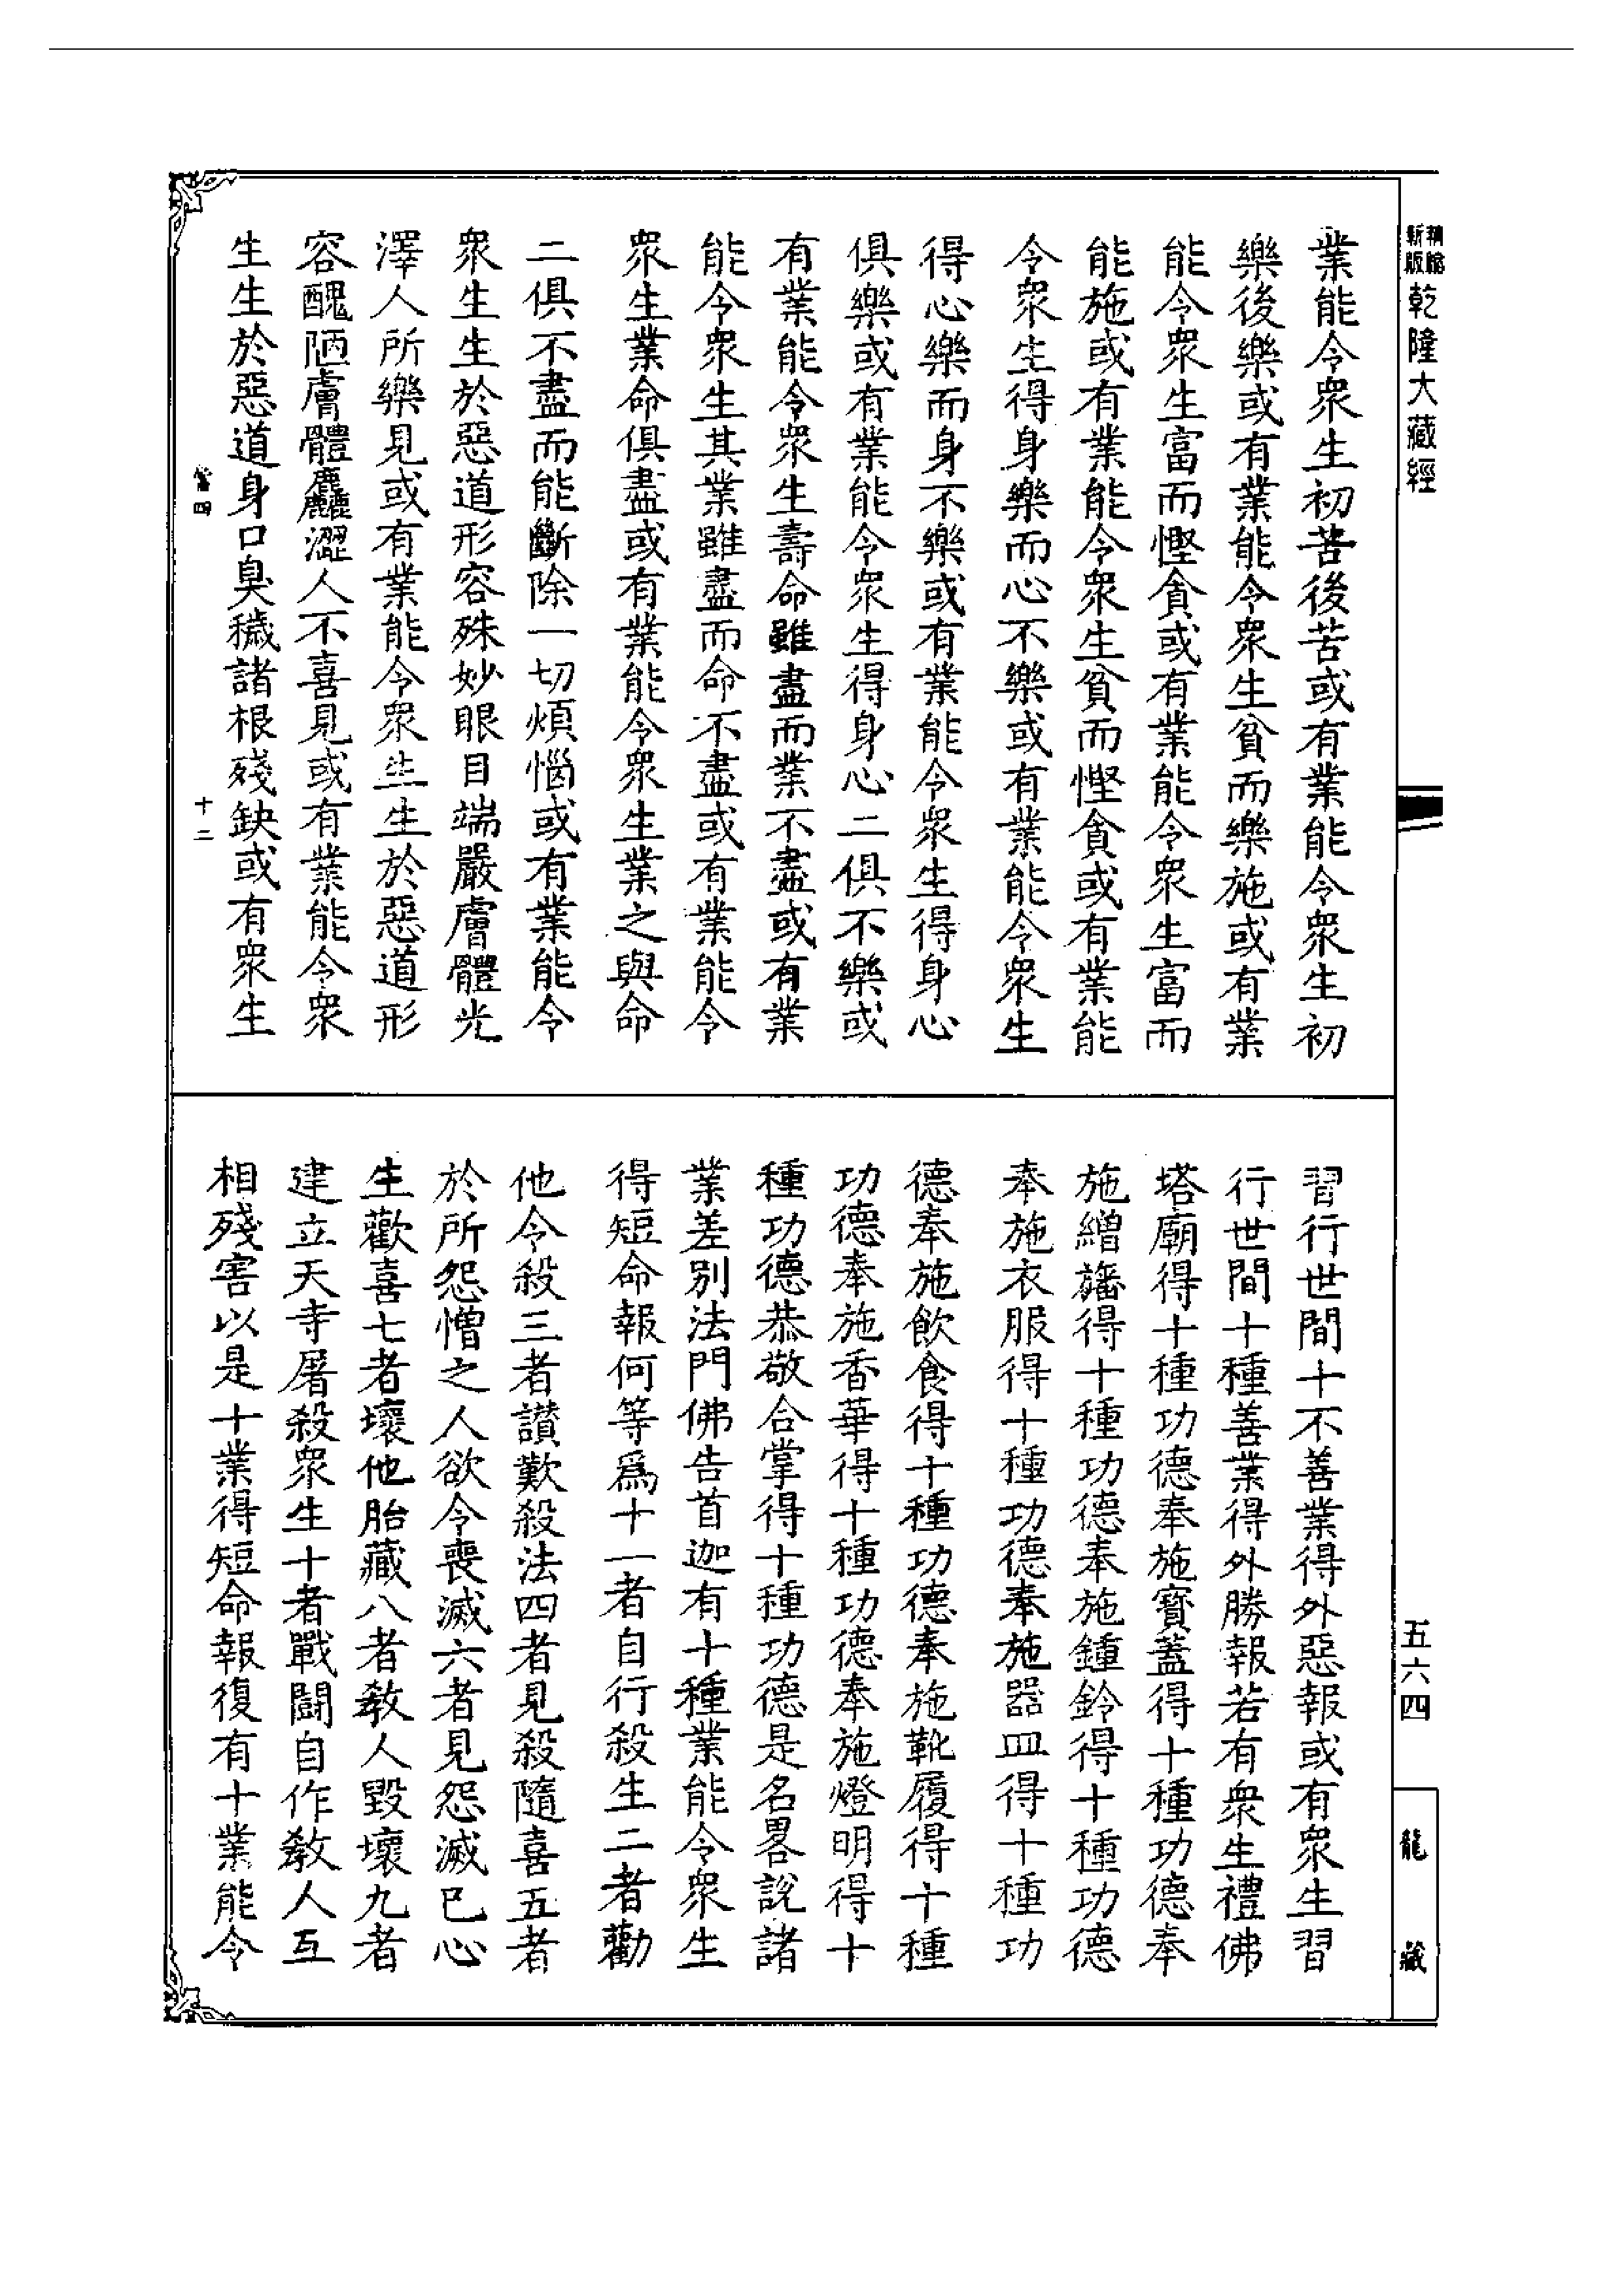 新版
乾隆大藏經
業能令眾生初苦後苦或有業能令眾生初
樂後樂或有業能令眾生貧而樂施或有業
能令眾生富而慳貪或有業能令眾生富而
能施或有業能令眾生貧而慳貪或有業能
令眾生得身樂而心不樂或有業能令眾生
得心樂而身不樂或有業能令眾生得身心
俱樂或有業能令眾生得身心二俱不樂或
有業能令眾生壽命雖盡而業不盡或有業
能令眾生其業雖盡而命不盡或有業能令
眾生業命俱盡或有業能令眾生業之與命
二俱不盡而能斷除一切煩惱或有業能令
眾生生於惡道形容殊妙眼目端嚴膚體光
澤人所樂見或有業能令眾生生於惡道形
容醜陋膚體麤澀人不喜見或有業能令眾
生生於惡道身口臭穢諸根殘缺或有眾生
四
十二
習行世間十不善業得外惡報或有眾生習
行世間十種善業得外勝報若有眾生禮佛
塔廟得十種功德奉施寶蓋得十種功德奉
施繒旛得十種功德奉施鍾鈴得十種功德
奉施衣服得十種功德奉施器皿得十種功
德奉施飲食得十種功德奉施靴履得十種
功德奉施香華得十種功德奉施燈明得十
種功德恭敬合掌得十種功德是名畧說諸
業差別法門佛告首迦有十種業能令眾生
得短命報何等爲十一者自行殺生二者勸
他令殺三者讚歎殺法四者見殺隨喜五者
於所怨憎之人欲令喪滅六者見怨滅已心
生歡喜七者壞他胎藏八者教人毀壞九者
建立天寺屠殺眾生十者戰鬪自作教人互
相殘害以是十業得短命報復有十業能令
五六四
龍藏